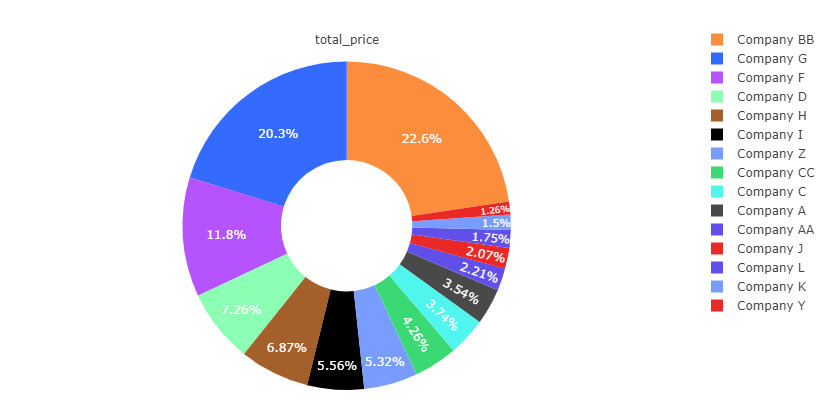 total_price
22.6%
20.3%
11.8%
7.26%
6.87%
5.56%
5.32%
4.26%
3.74%
3.54%
2.21%
2.07%
1.75%
1.5%
1.26%
Company BB
Company G
Company F
Company D
Company H
Company I
Company Z
Company CC
Company C
Company A
Company AA
Company J
Company L
Company K
Company Y